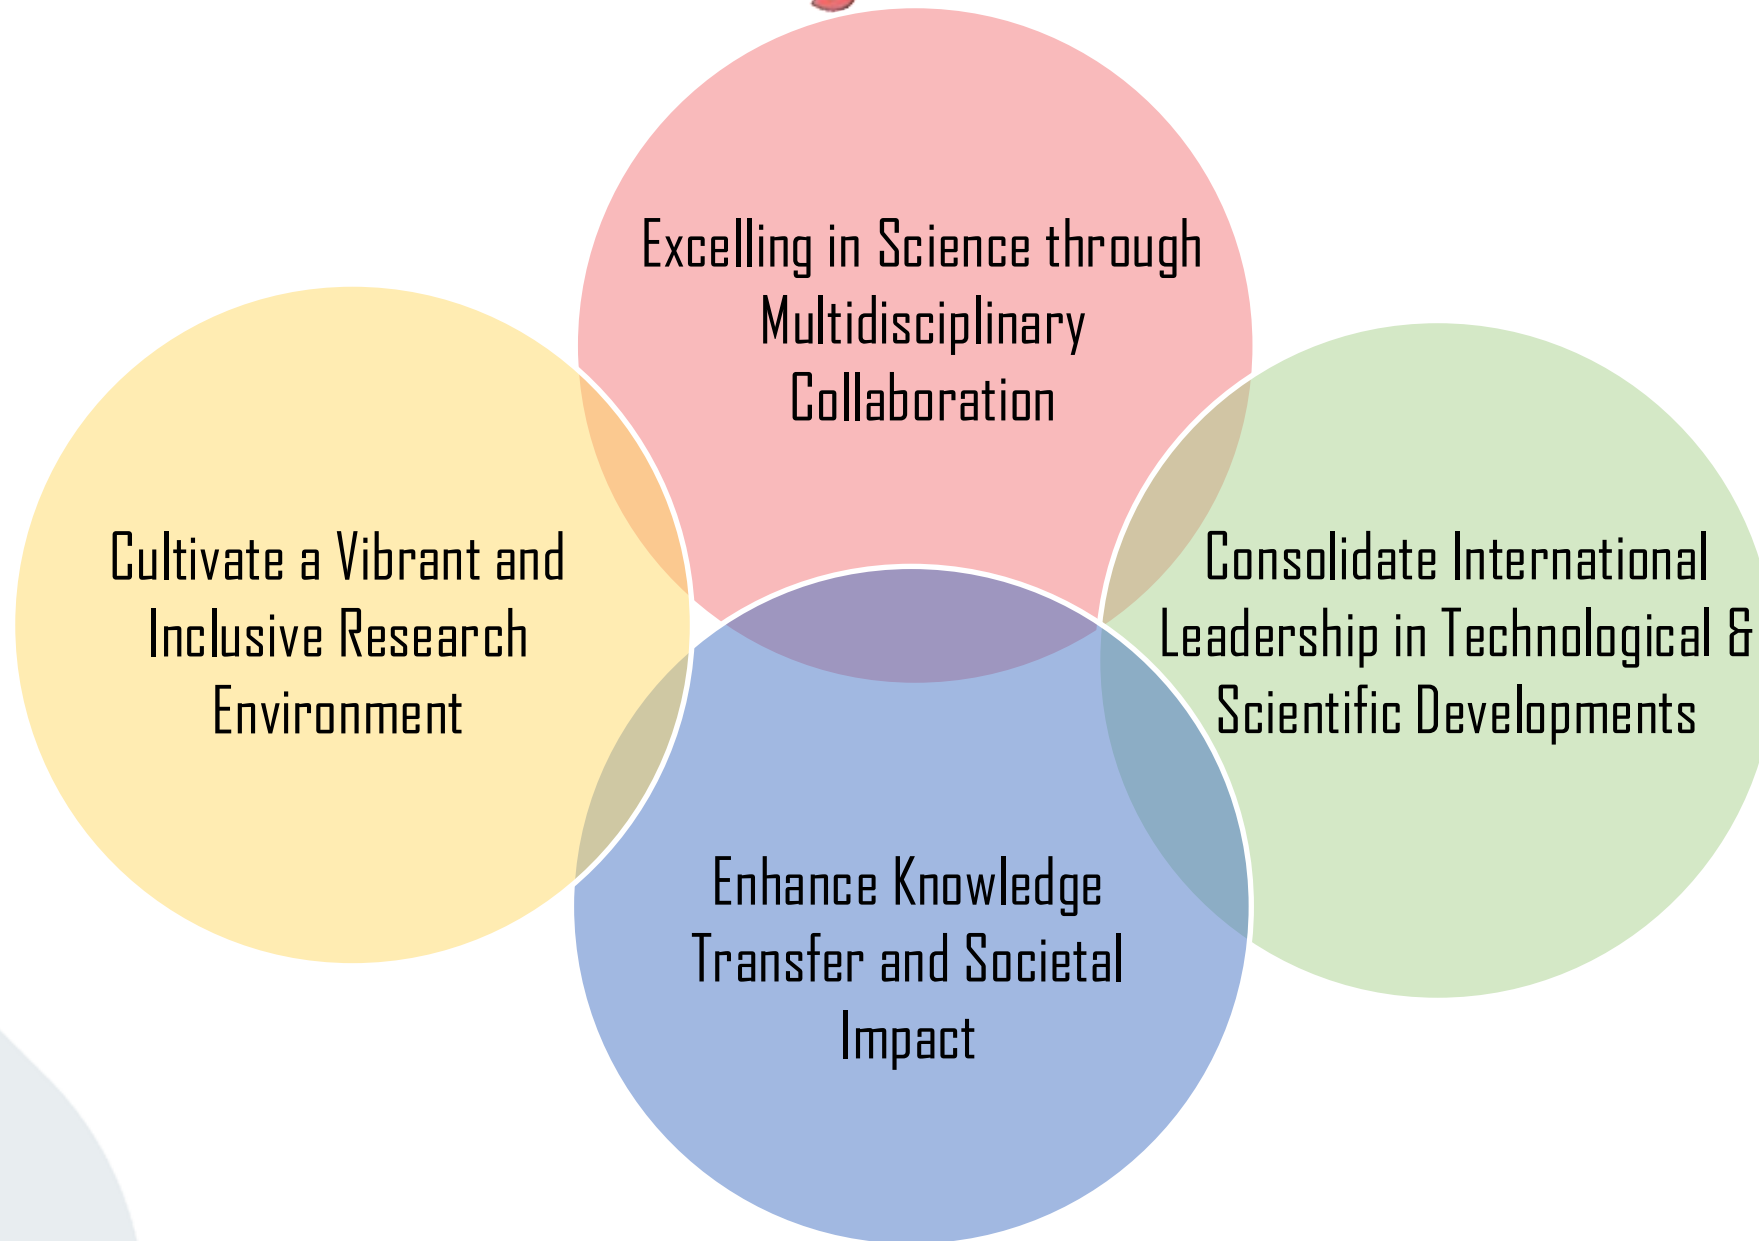 Excelling in Science through
Multidisciplinary
Collaboration
Cultivate a Vibrant and
Inclusive Research
Environment
Consolidate International
Leadership in Technological &
Scientific Developments
Enhance Knowledge
Transfer and Societal
Impact